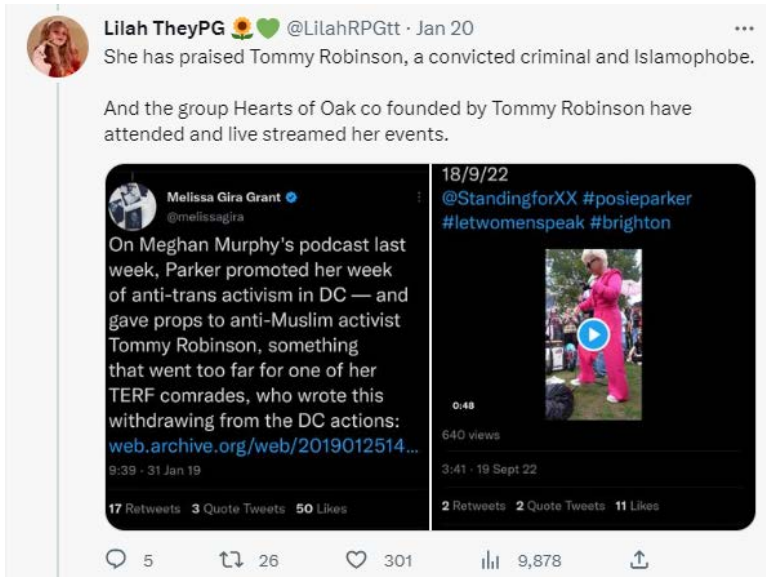 Lilah TheyPG 🌻💚 @LilahRPGtt · Jan 20
She has praised Tommy Robinson, a convicted criminal and Islamophobe.
And the group Hearts of Oak co founded by Tommy Robinson have
attended and live streamed her events.
Melissa Gira Grant
@melissagira
On Meghan Murphy's podcast last
week, Parker promoted her week
of anti-trans activism in DC — and
gave props to anti-Muslim activist
Tommy Robinson, something
that went too far for one of her
TERF comrades, who wrote this
withdrawing from the DC actions:
web.archive.org/web/2019012514...
9:39 · 31 Jan 19
17 Retweets 3 Quote Tweets 50 Likes
18/9/22
@StandingforXX #posieparker
#letwomenspeak #brighton
0:48
640 views
3:41 · 19 Sept 22
2 Retweets 2 Quote Tweets 11 Likes
5 26 301 9,878